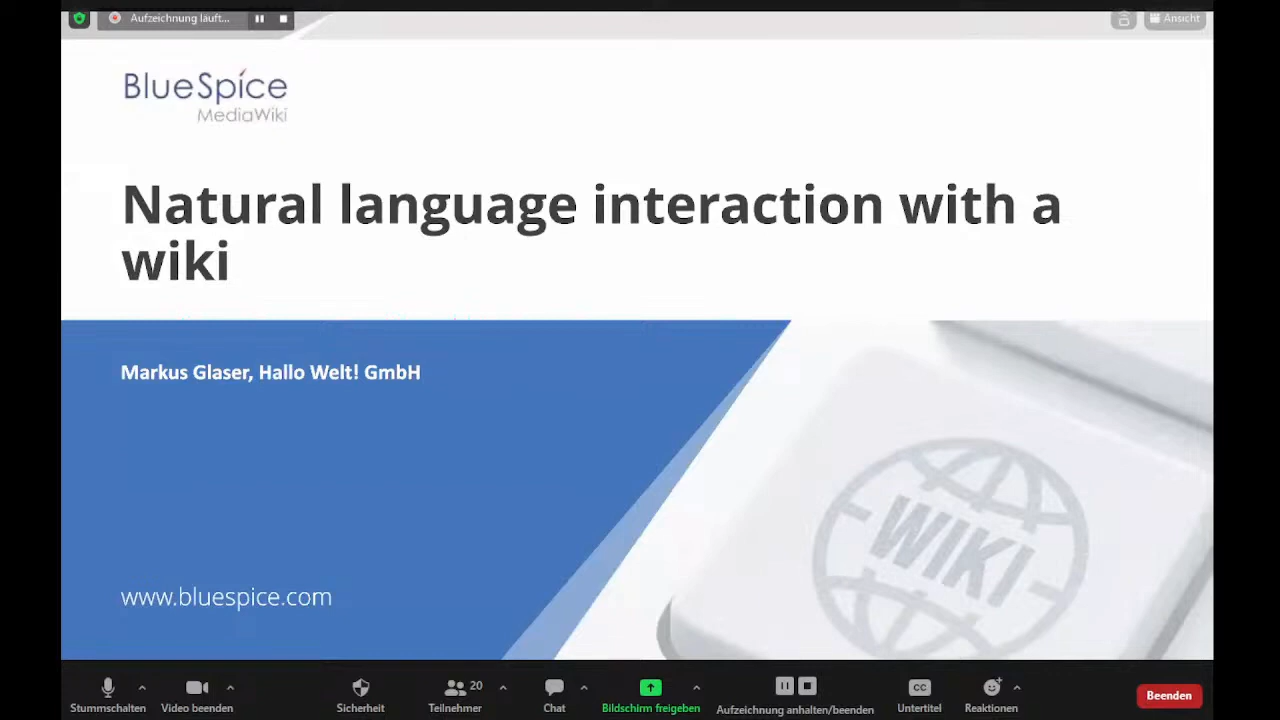 Aufzeichnung läuft...
Ansicht
BlueSpice
MediaWiki
Natural language interaction with a
wiki
Markus Glaser, Hallo Welt! GmbH
WIKI
www.bluespice.com
20
CC
Stummschalten
Video beenden
Sicherheit
Teilnehmer
Chat
Bildschirm freigeben
Aufzeichnung anhalten/beenden
Untertitel
Reaktionen
Beenden